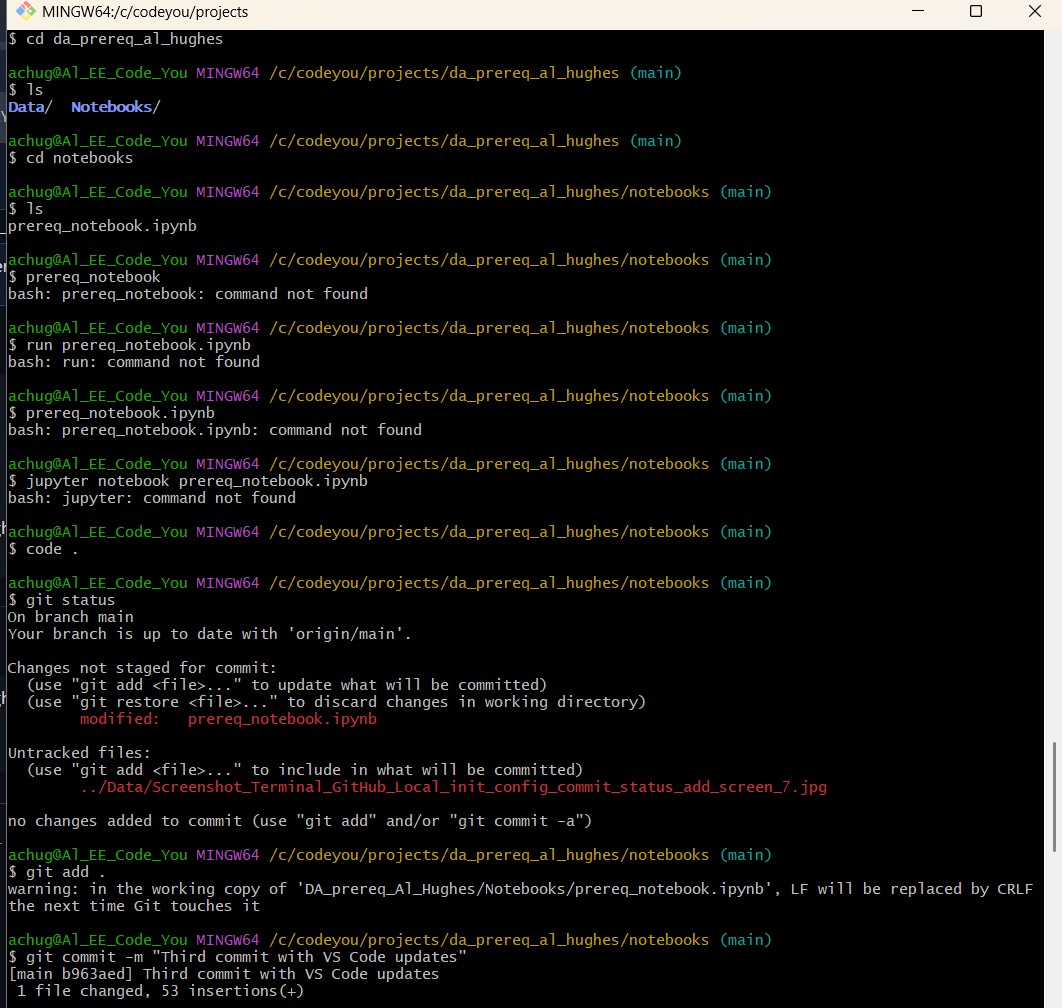 MINGW64:/c/codeyou/projects
$ cd da_prereq_al_hughes
achug@Al_EE_Code_You MINGW64 /c/codeyou/projects/da_prereq_al_hughes (main)
$ ls
Data/  Notebooks/
achug@Al_EE_Code_You MINGW64 /c/codeyou/projects/da_prereq_al_hughes (main)
$ cd notebooks
achug@Al_EE_Code_You MINGW64 /c/codeyou/projects/da_prereq_al_hughes/notebooks (main)
$ ls
prereq_notebook.ipynb
achug@Al_EE_Code_You MINGW64 /c/codeyou/projects/da_prereq_al_hughes/notebooks (main)
$ prereq_notebook
bash: prereq_notebook: command not found
achug@Al_EE_Code_You MINGW64 /c/codeyou/projects/da_prereq_al_hughes/notebooks (main)
$ run prereq_notebook.ipynb
bash: run: command not found
achug@Al_EE_Code_You MINGW64 /c/codeyou/projects/da_prereq_al_hughes/notebooks (main)
$ prereq_notebook.ipynb
bash: prereq_notebook.ipynb: command not found
achug@Al_EE_Code_You MINGW64 /c/codeyou/projects/da_prereq_al_hughes/notebooks (main)
$ jupyter notebook prereq_notebook.ipynb
bash: jupyter: command not found
achug@Al_EE_Code_You MINGW64 /c/codeyou/projects/da_prereq_al_hughes/notebooks (main)
$ code .
achug@Al_EE_Code_You MINGW64 /c/codeyou/projects/da_prereq_al_hughes/notebooks (main)
$ git status
On branch main
Your branch is up to date with 'origin/main'.
Changes not staged for commit:
  (use "git add <file>..." to update what will be committed)
  (use "git restore <file>..." to discard changes in working directory)
        modified:   prereq_notebook.ipynb
Untracked files:
  (use "git add <file>..." to include in what will be committed)
        ../Data/Screenshot_Terminal_GitHub_Local_init_config_commit_status_add_screen_7.jpg
no changes added to commit (use "git add" and/or "git commit -a")
achug@Al_EE_Code_You MINGW64 /c/codeyou/projects/da_prereq_al_hughes/notebooks (main)
$ git add .
warning: in the working copy of 'DA_prereq_Al_Hughes/Notebooks/prereq_notebook.ipynb', LF will be replaced by CRLF
the next time Git touches it
achug@Al_EE_Code_You MINGW64 /c/codeyou/projects/da_prereq_al_hughes/notebooks (main)
$ git commit -m "Third commit with VS Code updates"
[main b963aed] Third commit with VS Code updates
 1 file changed, 53 insertions(+)